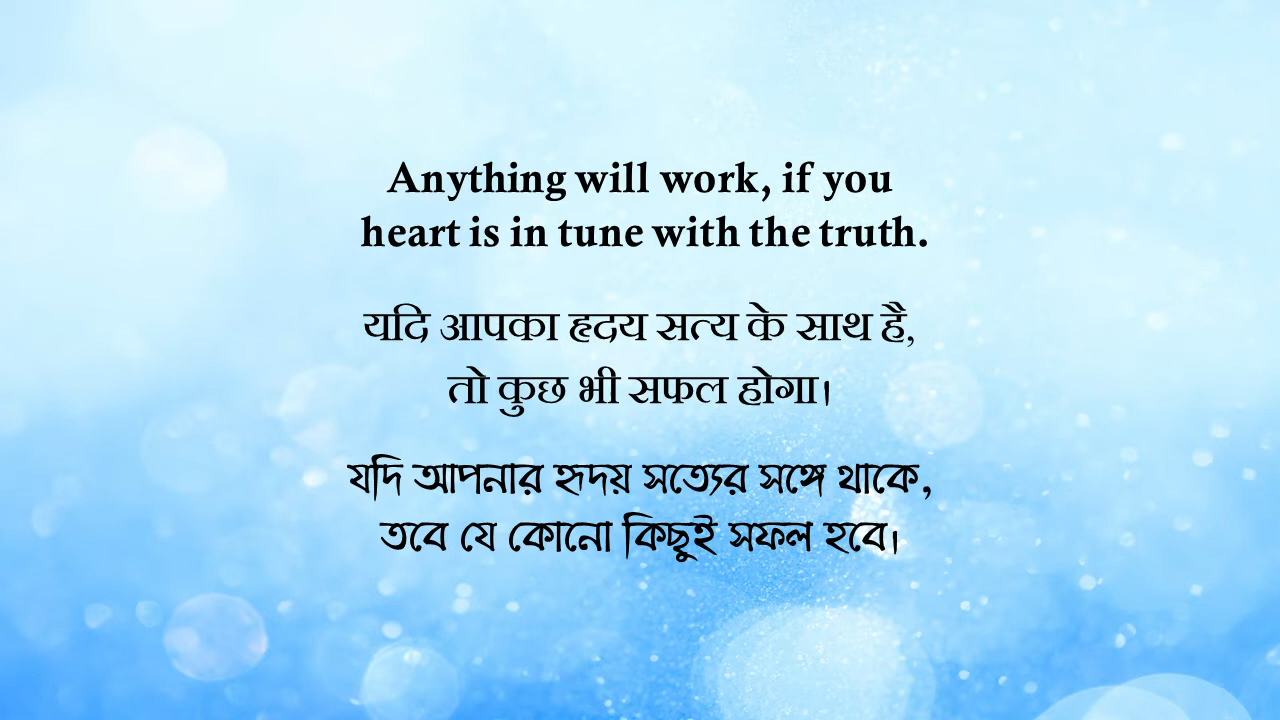 Anything will work, if you
heart is in tune with the truth.
यदि आपका हृदय सत्य के साथ है,
तो कुछ भी सफल होगा।
যদি আপনার হৃদয় সত্যের সঙ্গে থাকে,
তবে যে কোনো কিছুই সফল হবে।